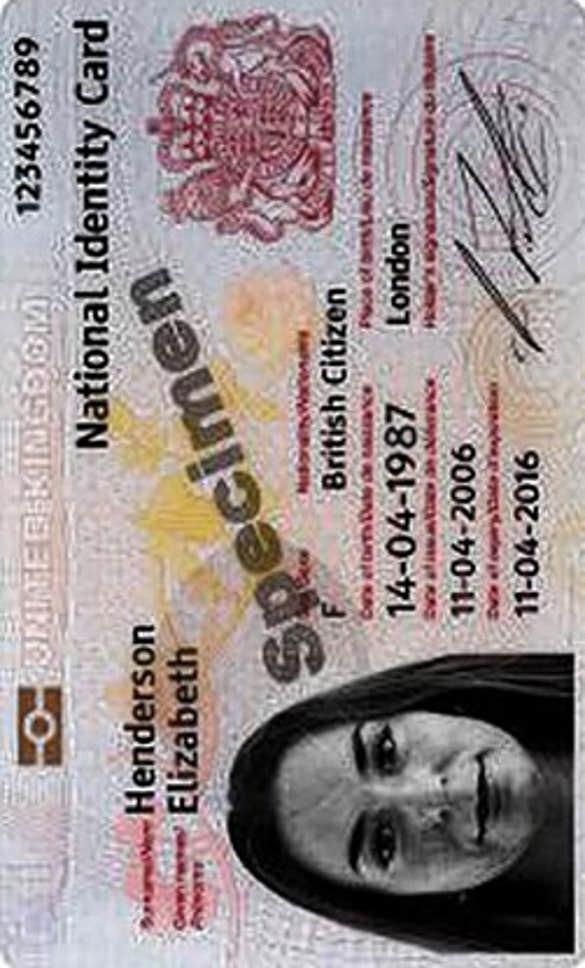 UNITED KINGDOM
123456789
National Identity Card
Surname/Nom
Henderson
Given names/
Prénoms
Elizabeth
Specimen
Nationality/Nationalité
F
British Citizen
Date of birth/Date de naissance
Place of birth/Lieu de naissance
14-04-1987
London
Date of issue/Date de délivrance
Holder's signature/Signature du titulaire
11-04-2006
Date of expiry/Date d'expiration
11-04-2016